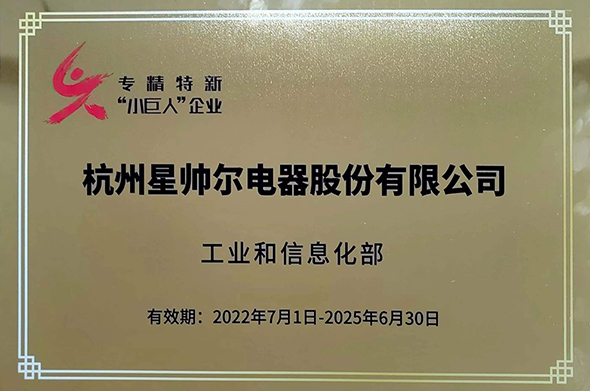 专精特新
“小巨人”企业
杭州星帅尔电器股份有限公司
工业和信息化部
有效期：2022年7月1日-2025年6月30日